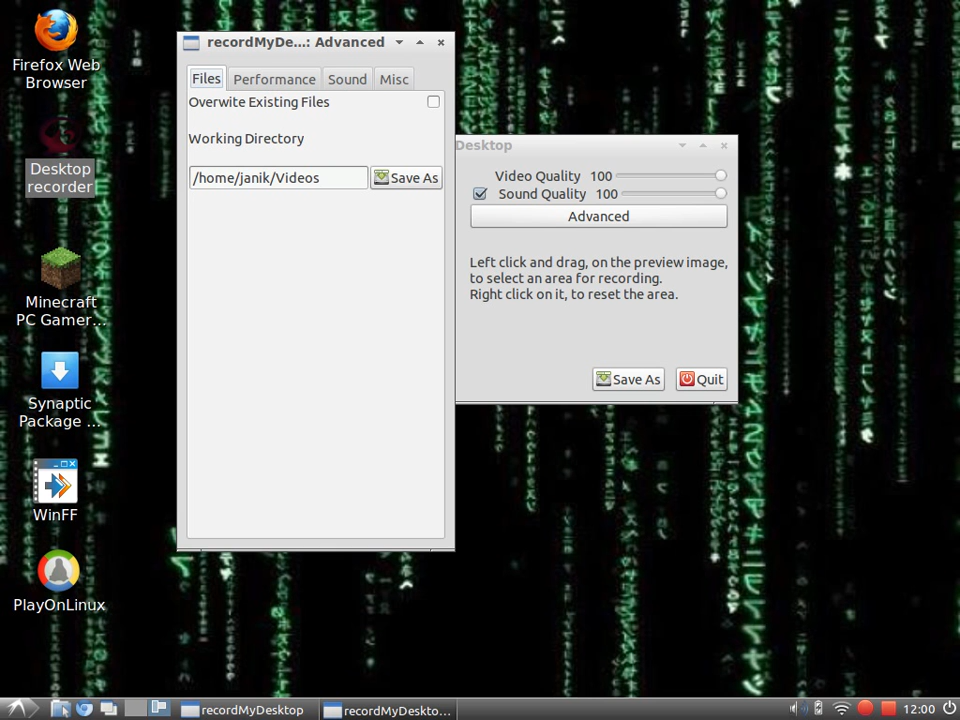 Firefox Web
Browser
Desktop
recorder
Minecraft
PC Gamer...
Synaptic
Package ...
WinFF
PlayOnLinux
recordMyDe...: Advanced
Files
Performance
Sound
Misc
Overwite Existing Files
Working Directory
/home/janik/Videos
Save As
Desktop
Video Quality 100
Sound Quality 100
Advanced
Left click and drag, on the preview image,
to select an area for recording.
Right click on it, to reset the area.
Save As
Quit
recordMyDesktop
recordMyDeskto...
12:00